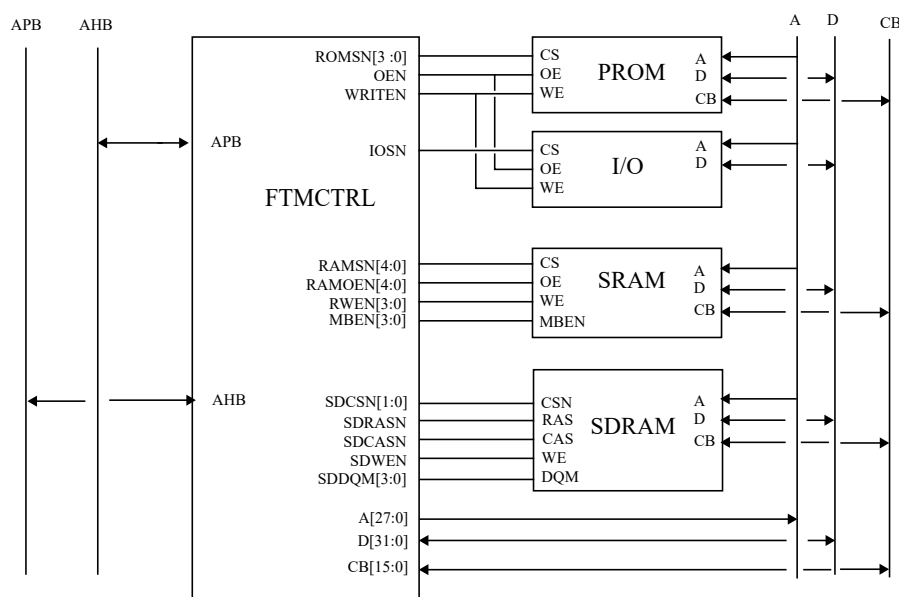 APB AHB A D CB
ROMSN[3 :0] CS PROM A
OEN OE D
WRITEN WE CB
APB IOSN CS I/O A
OE D
WE
FTMCTRL
RAMSN[4:0] CS SRAM A
RAMOEN[4:0] OE D
RWEN[3:0] WE CB
MBEN[3:0] MBEN
AHB SDCSN[1:0] CSN SDRAM A
SDRASN RAS D
SDCASN CAS CB
SDWEN WE
SDDQM[3:0] DQM
A[27:0]
D[31:0]
CB[15:0]